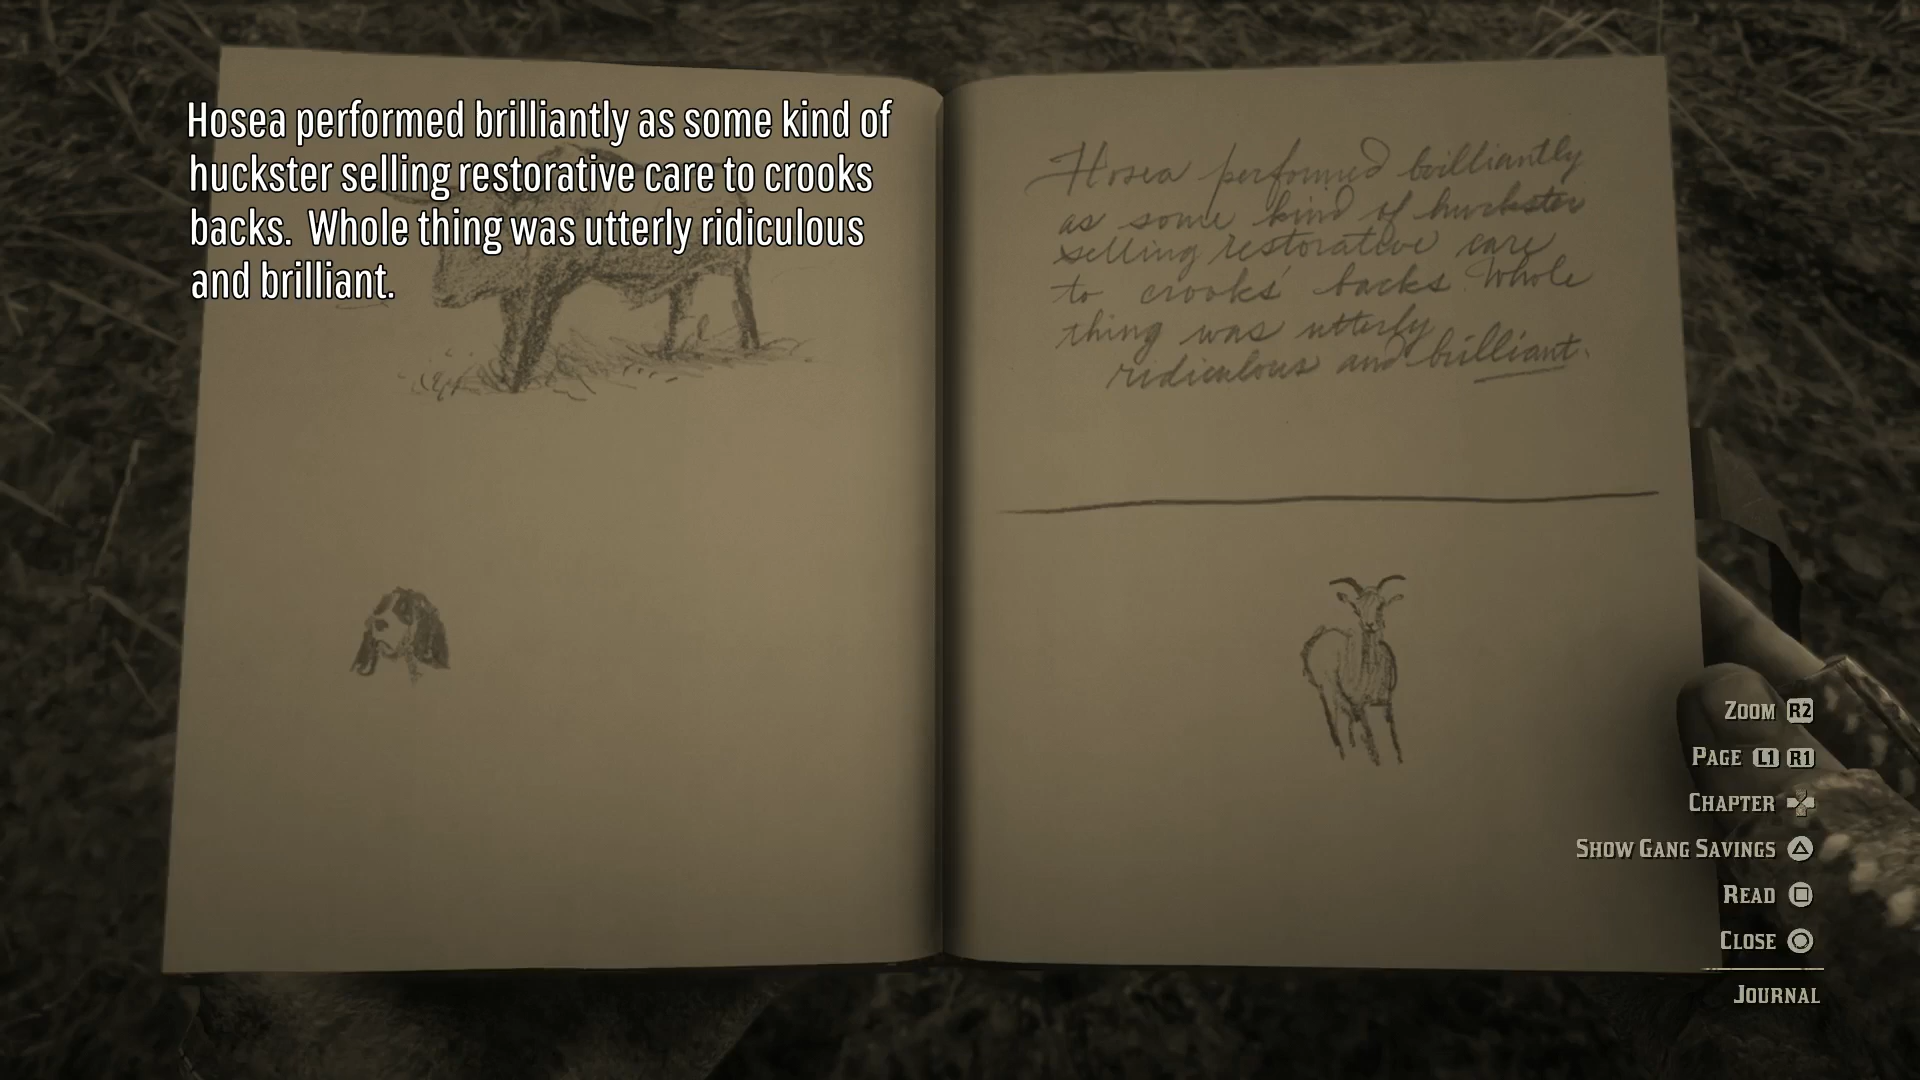 Hosea performed brilliantly as some kind of
huckster selling restorative care to crooks
backs. Whole thing was utterly ridiculous
and brilliant.
Hosea performed brilliantly
as some kind of huckster
selling restorative care
to crooks' backs. Whole
thing was utterly
ridiculous and brilliant.
ZOOM R2
PAGE L1 R1
CHAPTER
SHOW GANG SAVINGS
READ
CLOSE
JOURNAL